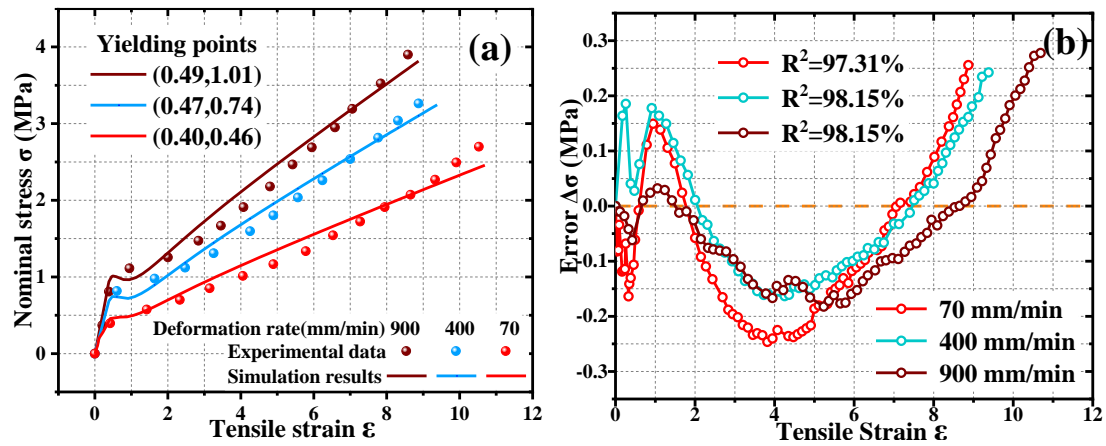 (a)
Yielding points
(0.49,1.01)
(0.47,0.74)
(0.40,0.46)
Nominal stress σ (MPa)
4
3
2
1
0
Deformation rate(mm/min) 900 400 70
Experimental data
Simulation results
0 2 4 6 8 10 12
Tensile strain ε
(b)
R²=97.31%
R²=98.15%
R²=98.15%
Error Δσ (MPa)
0.3
0.2
0.1
0.0
-0.1
-0.2
-0.3
70 mm/min
400 mm/min
900 mm/min
0 2 4 6 8 10 12
Tensile Strain ε